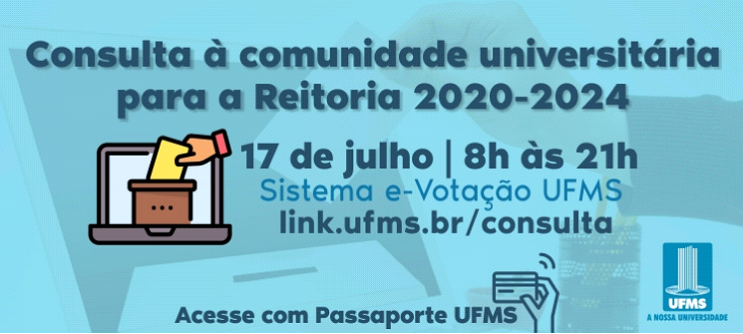 Consulta à comunidade universitária
para a Reitoria 2020-2024
17 de julho | 8h às 21h
Sistema e-Votação UFMS
link.ufms.br/consulta
Acesse com Passaporte UFMS
UFMS
A NOSSA UNIVERSIDADE